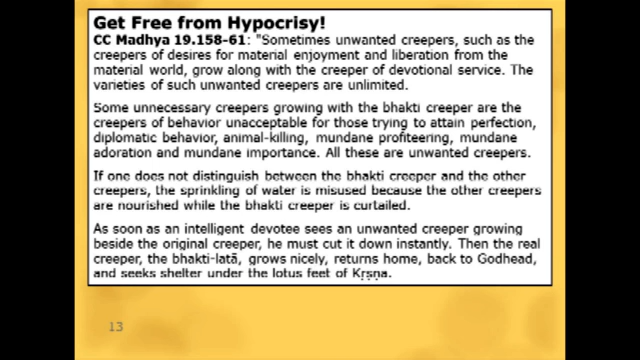 Get Free from Hypocrisy!
CC Madhya 19.158-61: "Sometimes unwanted creepers, such as the
creepers of desires for material enjoyment and liberation from the
material world, grow along with the creeper of devotional service. The
varieties of such unwanted creepers are unlimited.
Some unnecessary creepers growing with the bhakti creeper are the
creepers of behavior unacceptable for those trying to attain perfection,
diplomatic behavior, animal-killing, mundane profiteering, mundane
adoration and mundane importance. All these are unwanted creepers.
If one does not distinguish between the bhakti creeper and the other
creepers, the sprinkling of water is misused because the other creepers
are nourished while the bhakti creeper is curtailed.
As soon as an intelligent devotee sees an unwanted creeper growing
beside the original creeper, he must cut it down instantly. Then the real
creeper, the bhakti-latā, grows nicely, returns home, back to Godhead,
and seeks shelter under the lotus feet of Kṛṣṇa.
13